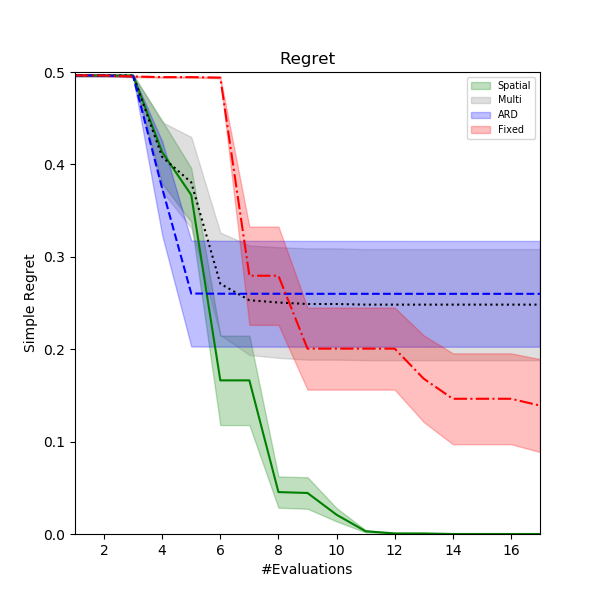 Regret
Simple Regret
0.5
0.4
0.3
0.2
0.1
0.0
Spatial
Multi
ARD
Fixed
2 4 6 8 10 12 14 16
#Evaluations